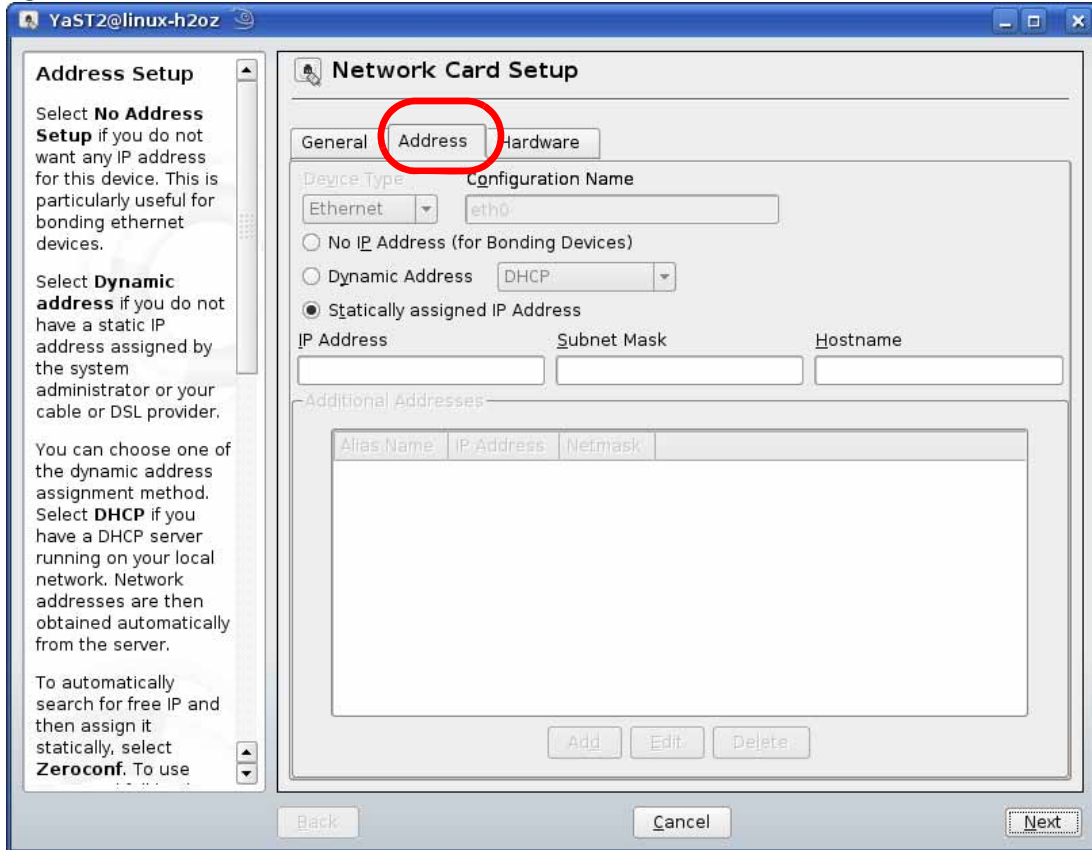 YaST2@linux-h2oz
Address Setup
Select No Address
Setup if you do not
want any IP address
for this device. This is
particularly useful for
bonding ethernet
devices.
Select Dynamic
address if you do not
have a static IP
address assigned by
the system
administrator or your
cable or DSL provider.
You can choose one of
the dynamic address
assignment method.
Select DHCP if you
have a DHCP server
running on your local
network. Network
addresses are then
obtained automatically
from the server.
To automatically
search for free IP and
then assign it
statically, select
Zeroconf. To use
Network Card Setup
General Address Hardware
Device Type Configuration Name
Ethernet eth0
No IP Address (for Bonding Devices)
Dynamic Address DHCP
Statically assigned IP Address
IP Address Subnet Mask Hostname
Additional Addresses
Alias Name IP Address Netmask
Add Edit Delete
Back Cancel Next